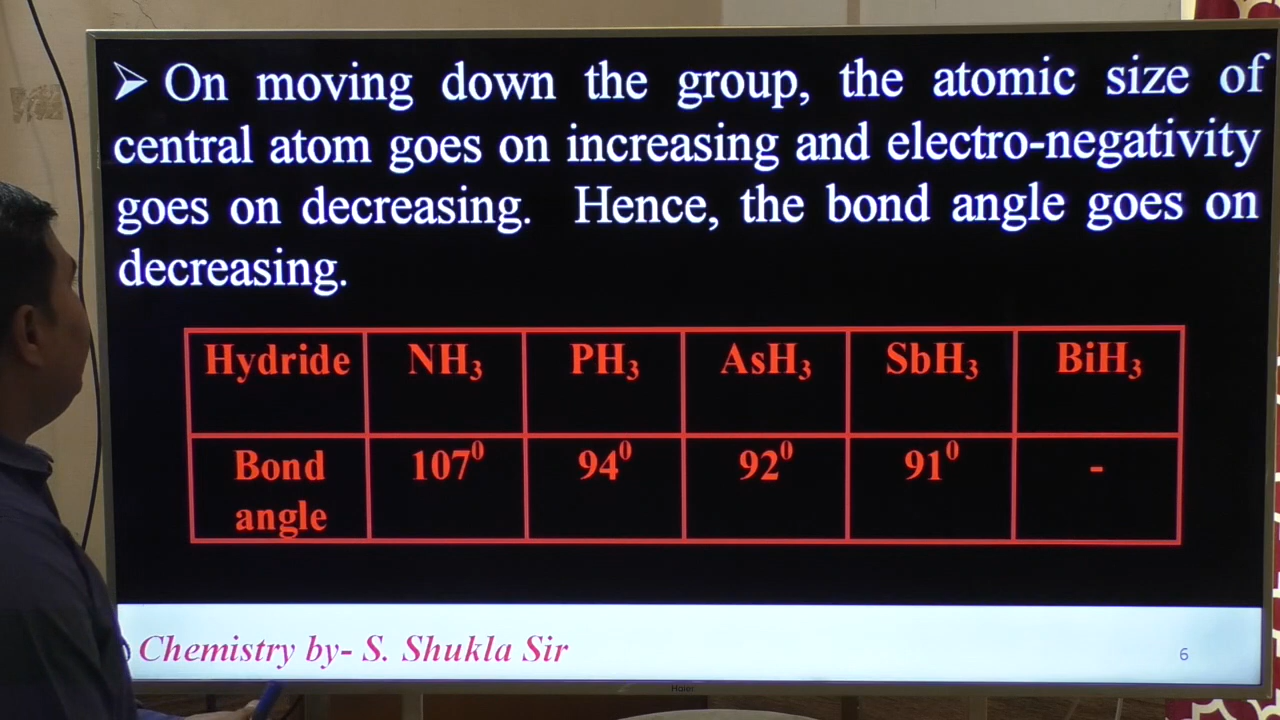 ➢ On moving down the group, the atomic size of
central atom goes on increasing and electro-negativity
goes on decreasing. Hence, the bond angle goes on
decreasing.
Hydride NH₃ PH₃ AsH₃ SbH₃ BiH₃
Bond 107⁰ 94⁰ 92⁰ 91⁰ -
angle
Chemistry by- S. Shukla Sir
6
Haier